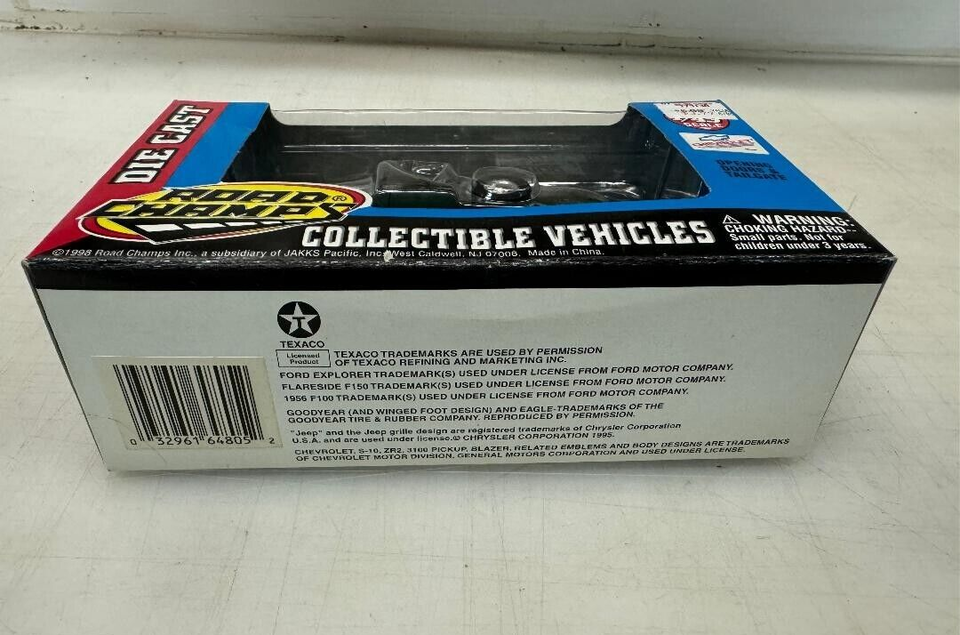 DIE CAST
ROAD CHAMPS®
COLLECTIBLE VEHICLES
SCALE
CHEVROLET
OPENING
DOORS &
TAILGATE
⚠ WARNING:
CHOKING HAZARD-
Small parts. Not for
children under 3 years.
©1998 Road Champs Inc., a subsidiary of JAKKS Pacific, Inc. West Caldwell, NJ 07006. Made in China.
T
TEXACO
Licensed
Product
TEXACO TRADEMARKS ARE USED BY PERMISSION
OF TEXACO REFINING AND MARKETING INC.
FORD EXPLORER TRADEMARK(S) USED UNDER LICENSE FROM FORD MOTOR COMPANY.
FLARESIDE F150 TRADEMARK(S) USED UNDER LICENSE FROM FORD MOTOR COMPANY.
1956 F100 TRADEMARK(S) USED UNDER LICENSE FROM FORD MOTOR COMPANY.
GOODYEAR (AND WINGED FOOT DESIGN) AND EAGLE-TRADEMARKS OF THE
GOODYEAR TIRE & RUBBER COMPANY. REPRODUCED BY PERMISSION.
"Jeep" and the Jeep grille design are registered trademarks of Chrysler Corporation
U.S.A. and are used under license.© CHRYSLER CORPORATION 1995.
CHEVROLET, S-10, ZR2, 3100 PICKUP, BLAZER, RELATED EMBLEMS AND BODY DESIGNS ARE TRADEMARKS
OF CHEVROLET MOTOR DIVISION, GENERAL MOTORS CORPORATION AND USED UNDER LICENSE.
0 32961 64805 2